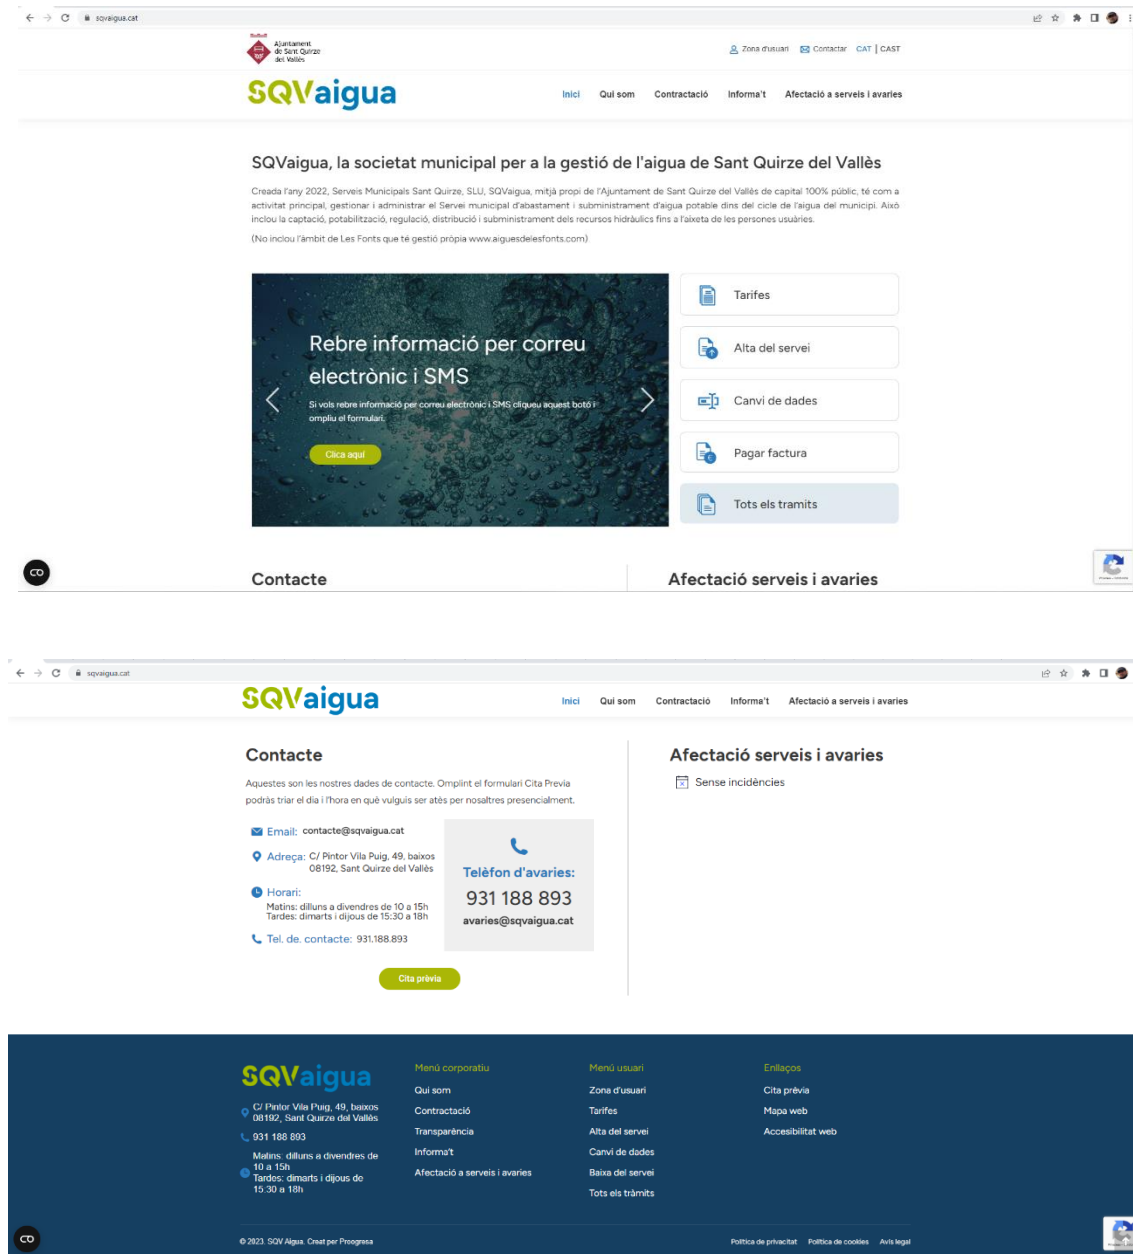 sqvaigua.cat
Ajuntament
de Sant Quirze
del Vallès
Zona d'usuari
Contactar
CAT | CAST
SQVaigua
Inici
Qui som
Contractació
Informa't
Afectació a serveis i avaries
SQVaigua, la societat municipal per a la gestió de l'aigua de Sant Quirze del Vallès
Creada l'any 2022, Serveis Municipals Sant Quirze, SLU, SQVaigua, mitjà propi de l'Ajuntament de Sant Quirze del Vallès de capital 100% públic, té com a
activitat principal, gestionar i administrar el Servei municipal d'abastament i subministrament d'aigua potable dins del cicle de l'aigua del municipi. Això
inclou la captació, potabilització, regulació, distribució i subministrament dels recursos hidràulics fins a l'aixeta de les persones usuàries.
(No inclou l'àmbit de Les Fonts que té gestió pròpia www.aiguesdelesfonts.com)
Rebre informació per correu
electrònic i SMS
Si vols rebre informació per correu electrònic i SMS cliqueu aquest botó i
ompliu el formulari.
Clica aquí
Tarifes
Alta del servei
Canvi de dades
Pagar factura
Tots els tramits
Contacte
Afectació serveis i avaries
sqvaigua.cat
SQVaigua
Inici
Qui som
Contractació
Informa't
Afectació a serveis i avaries
Contacte
Aquestes son les nostres dades de contacte. Omplint el formulari Cita Previa
podràs triar el dia i l'hora en què vulguis ser atès per nosaltres presencialment.
Email: contacte@sqvaigua.cat
Adreça: C/ Pintor Vila Puig, 49, baixos
08192, Sant Quirze del Vallès
Horari:
Matins: dilluns a divendres de 10 a 15h
Tardes: dimarts i dijous de 15:30 a 18h
Tel. de. contacte: 931.188.893
Telèfon d'avaries:
931 188 893
avaries@sqvaigua.cat
Cita prèvia
Afectació serveis i avaries
Sense incidències
SQVaigua
C/ Pintor Vila Puig, 49, baixos
08192, Sant Quirze del Vallès
931 188 893
Matins: dilluns a divendres de
10 a 15h
Tardes: dimarts i dijous de
15:30 a 18h
Menú corporatiu
Qui som
Contractació
Transparència
Informa't
Afectació a serveis i avaries
Menú usuari
Zona d'usuari
Tarifes
Alta del servei
Canvi de dades
Baixa del servei
Tots els tràmits
Enllaços
Cita prèvia
Mapa web
Accesibilitat web
© 2023. SQV Aigua. Creat per Proogresa
Política de privacitat
Política de cookies
Avís legal